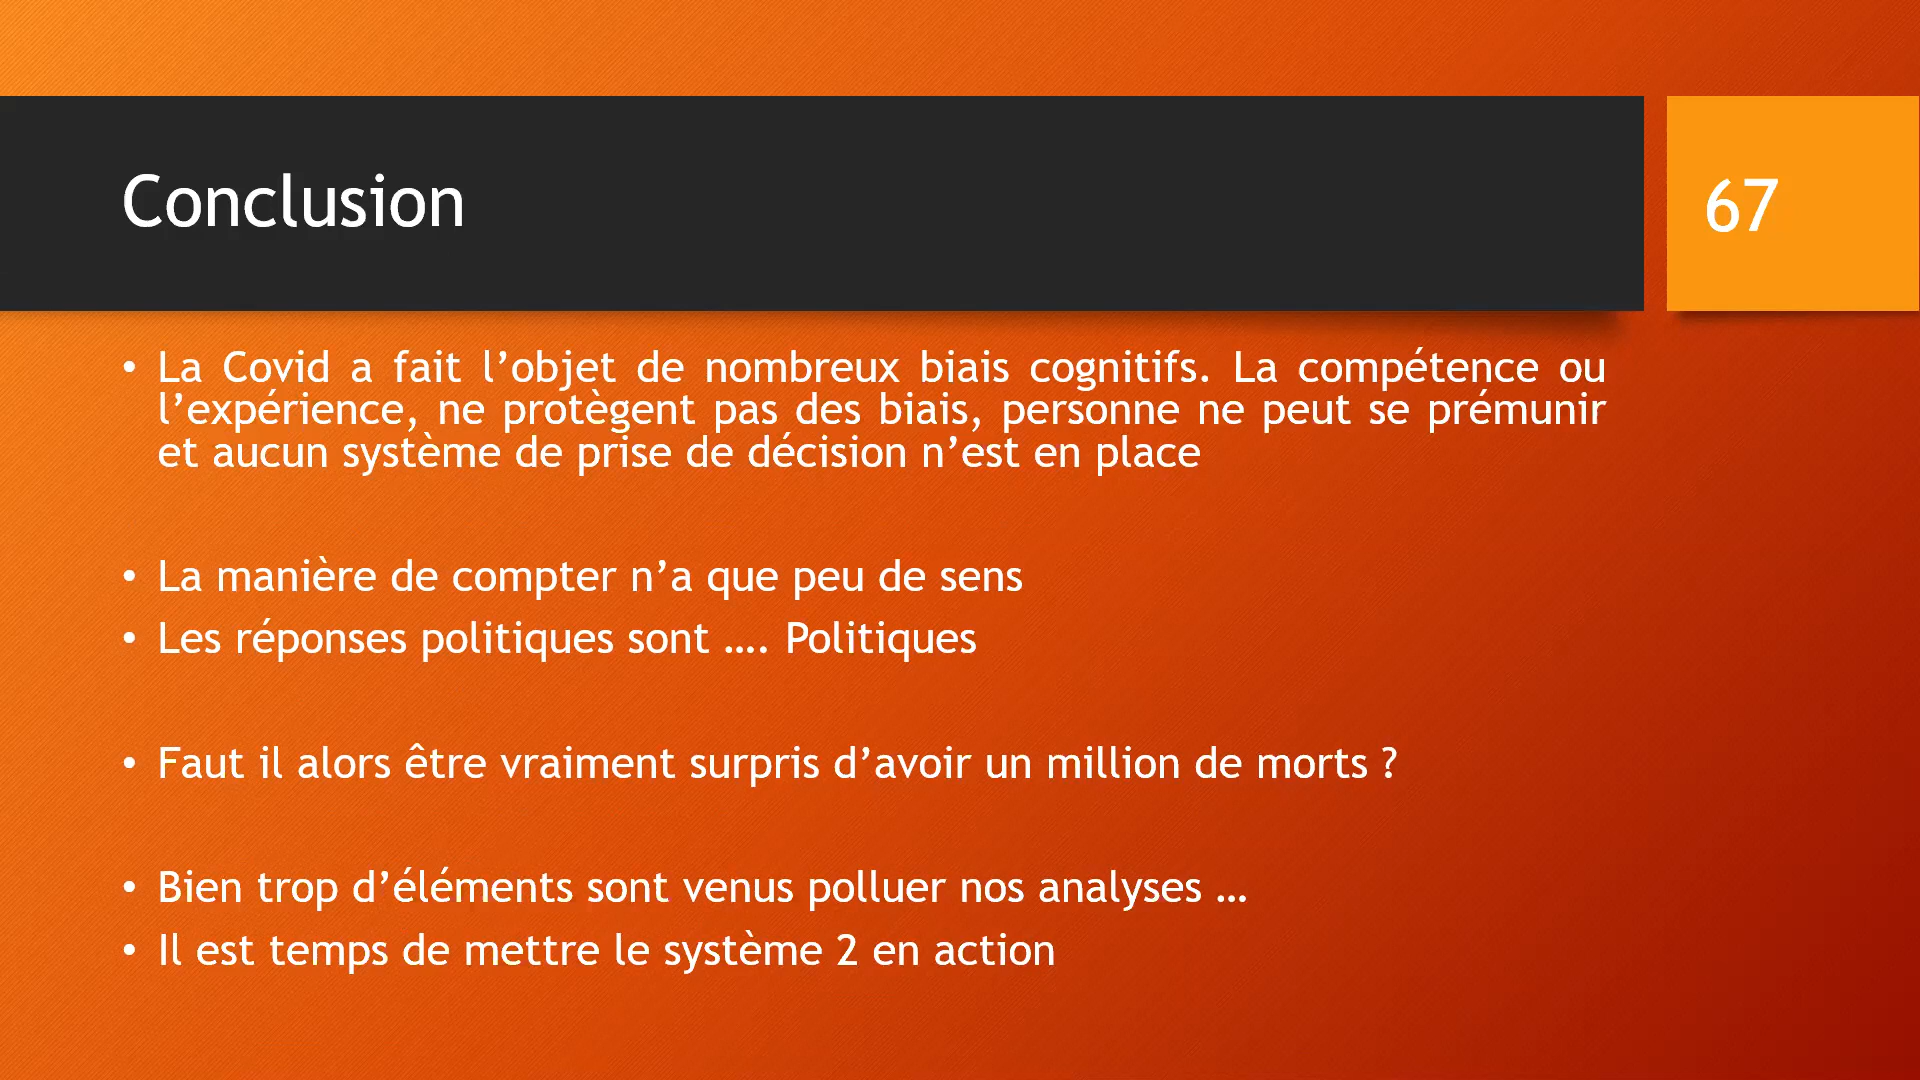 Conclusion
67
• La Covid a fait l’objet de nombreux biais cognitifs. La compétence ou
l’expérience, ne protègent pas des biais, personne ne peut se prémunir
et aucun système de prise de décision n’est en place
• La manière de compter n’a que peu de sens
• Les réponses politiques sont …. Politiques
• Faut il alors être vraiment surpris d’avoir un million de morts ?
• Bien trop d’éléments sont venus polluer nos analyses …
• Il est temps de mettre le système 2 en action